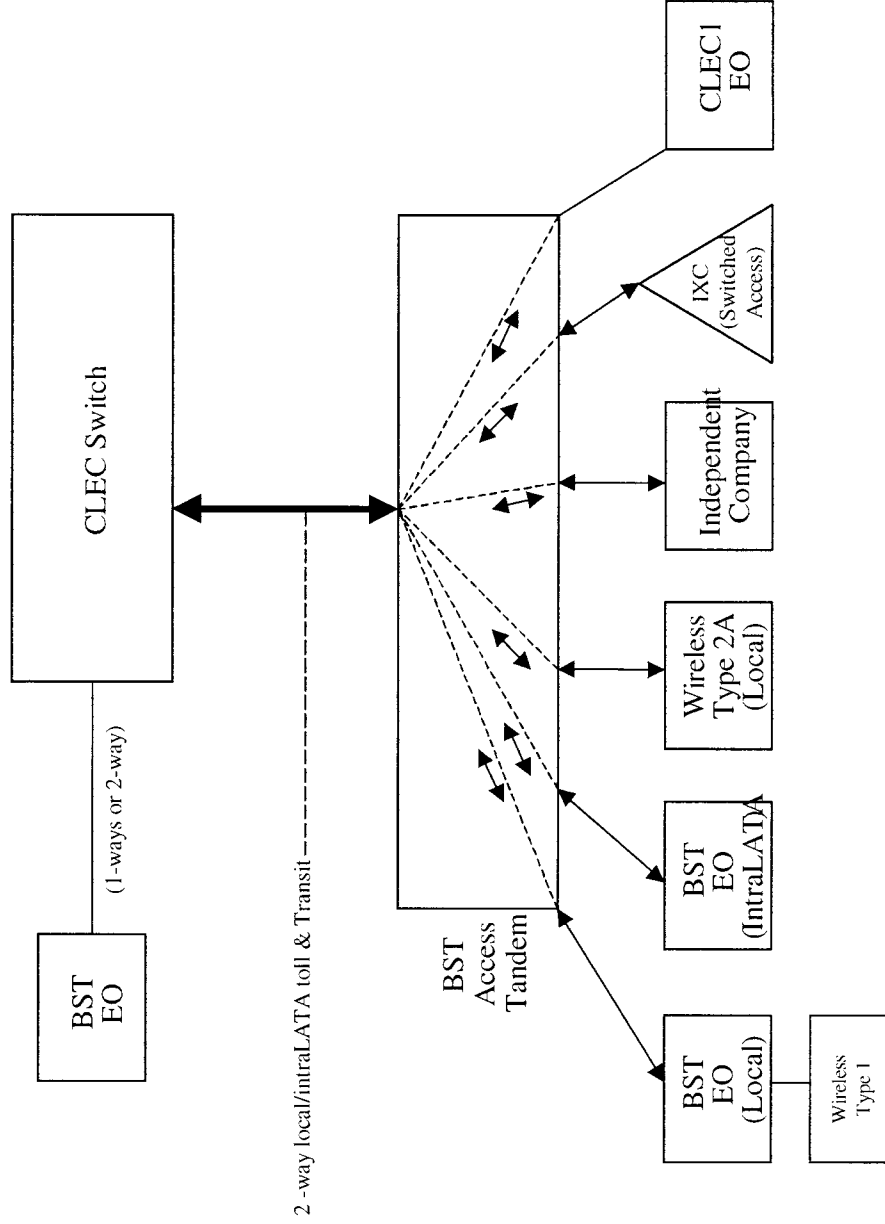 CLEC Switch
BST
EO
(1-ways or 2-way)
2 -way local/intraLATA toll & Transit
BST
Access
Tandem
BST
EO
(Local)
Wireless
Type 1
BST
EO
(IntraLATA)
Wireless
Type 2A
(Local)
Independent
Company
IXC
(Switched
Access)
CLEC1
EO